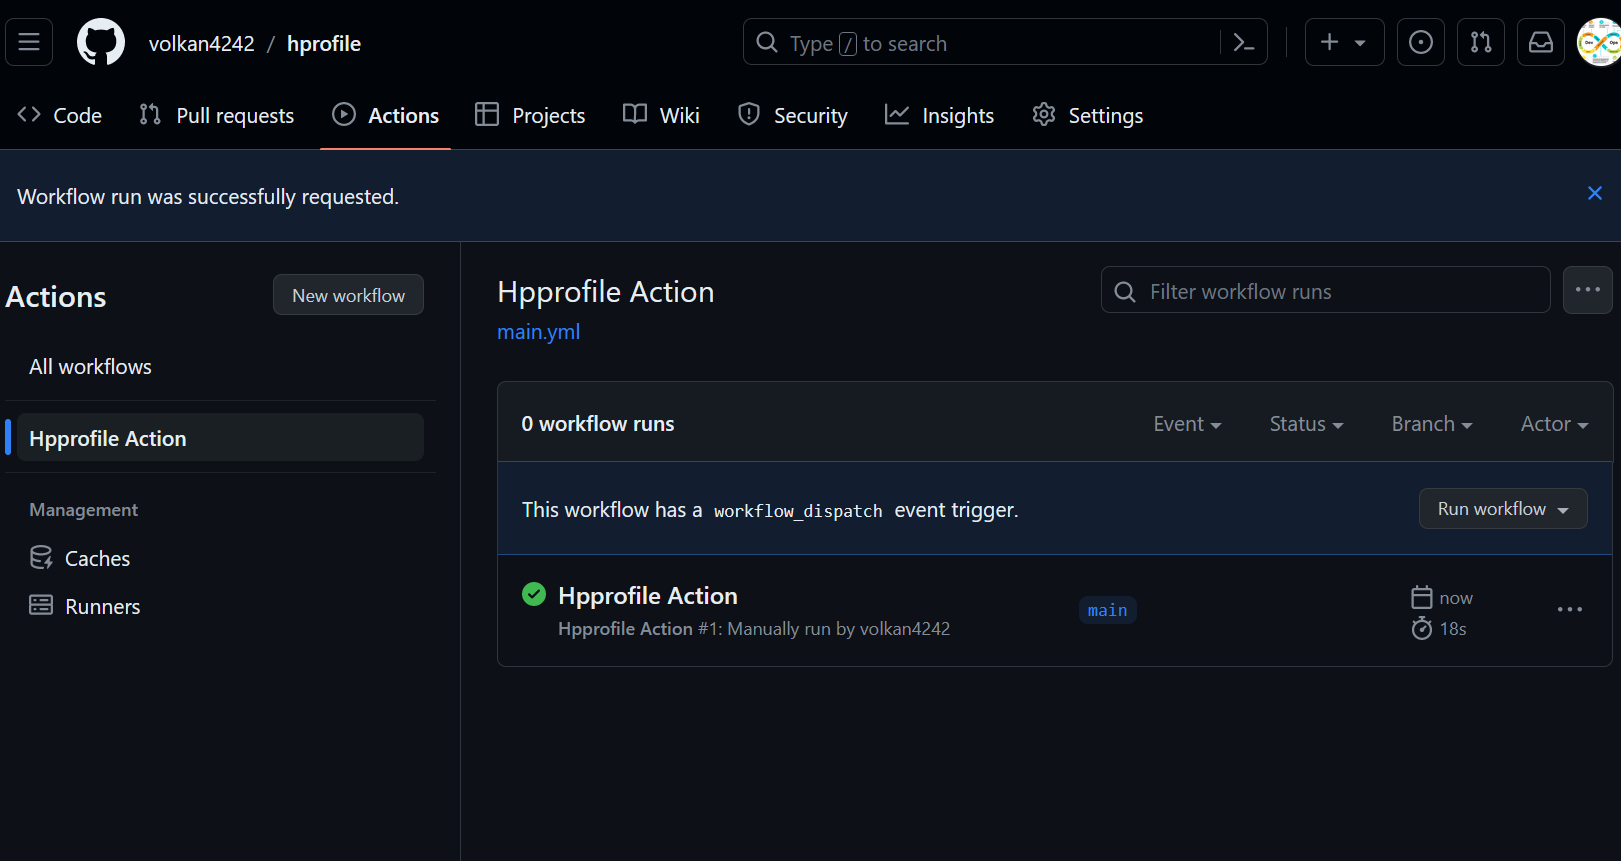 volkan4242 / hprofile
Type / to search
Code
Pull requests
Actions
Projects
Wiki
Security
Insights
Settings
Workflow run was successfully requested.
Actions
New workflow
All workflows
Hpprofile Action
Management
Caches
Runners
Hpprofile Action
main.yml
Filter workflow runs
0 workflow runs
Event
Status
Branch
Actor
This workflow has a workflow_dispatch event trigger.
Run workflow
Hpprofile Action
Hpprofile Action #1: Manually run by volkan4242
main
now
18s